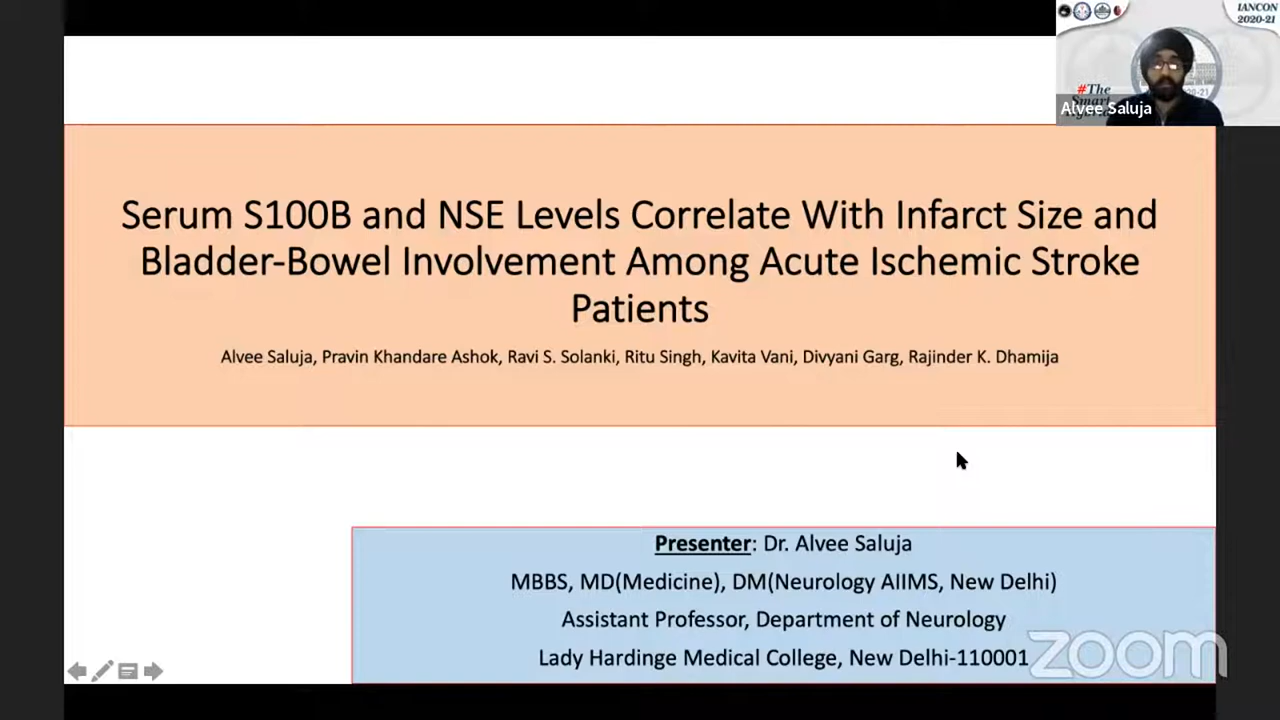 IANCON
2020-21
#The
Smart
Alvee Saluja
Serum S100B and NSE Levels Correlate With Infarct Size and
Bladder-Bowel Involvement Among Acute Ischemic Stroke
Patients
Alvee Saluja, Pravin Khandare Ashok, Ravi S. Solanki, Ritu Singh, Kavita Vani, Divyani Garg, Rajinder K. Dhamija
Presenter: Dr. Alvee Saluja
MBBS, MD(Medicine), DM(Neurology AIIMS, New Delhi)
Assistant Professor, Department of Neurology
Lady Hardinge Medical College, New Delhi-110001
zoom